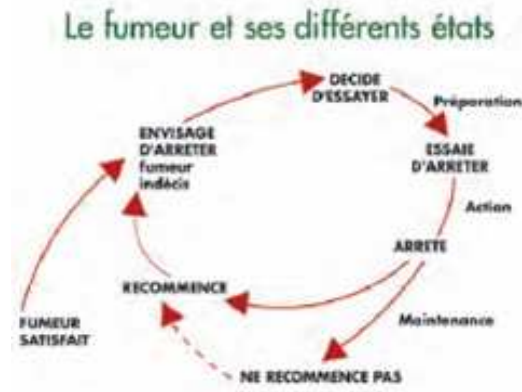 Le fumeur et ses différents états
DECIDE
D'ESSAYER
Préparation
ENVISAGE
D'ARRETER
fumeur
indécis
ESSAIE
D'ARRETER
Action
ARRETE
RECOMMENCE
FUMEUR
SATISFAIT
Maintenance
NE RECOMMENCE PAS